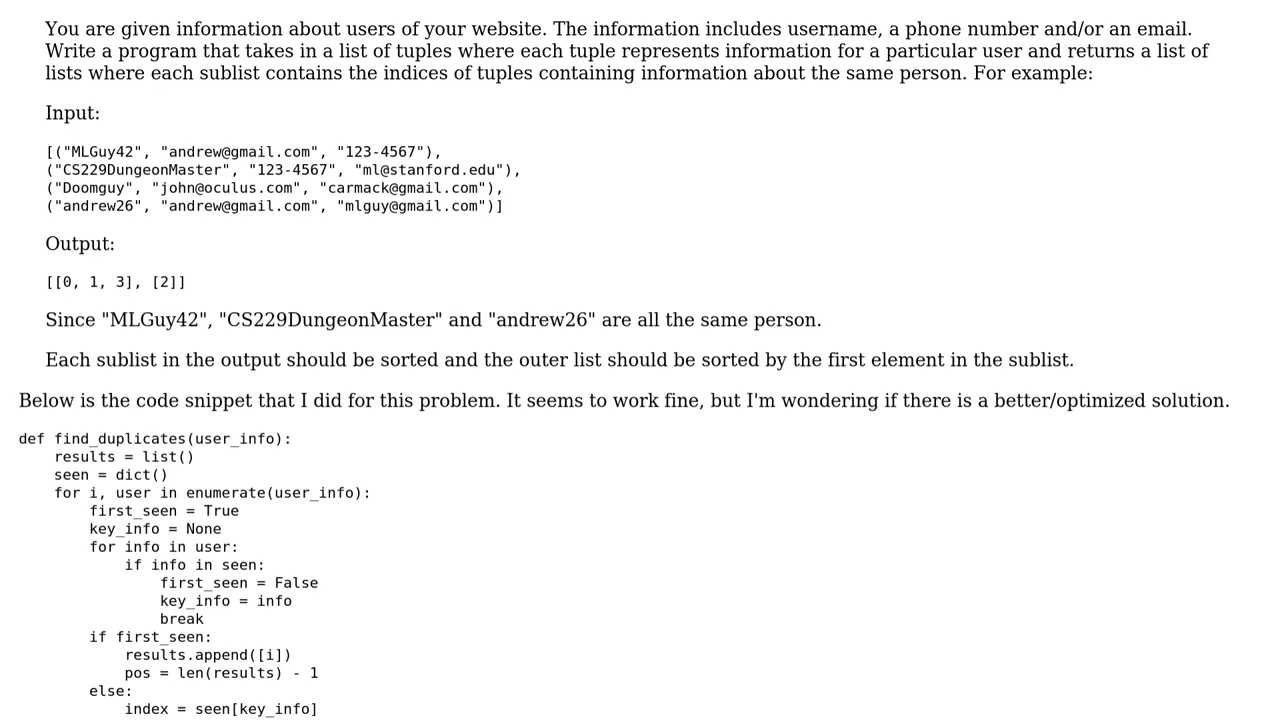 You are given information about users of your website. The information includes username, a phone number and/or an email.
Write a program that takes in a list of tuples where each tuple represents information for a particular user and returns a list of
lists where each sublist contains the indices of tuples containing information about the same person. For example:
Input:
[("MLGuy42", "andrew@gmail.com", "123-4567"),
("CS229DungeonMaster", "123-4567", "ml@stanford.edu"),
("Doomguy", "john@oculus.com", "carmack@gmail.com"),
("andrew26", "andrew@gmail.com", "mlguy@gmail.com")]
Output:
[[0, 1, 3], [2]]
Since "MLGuy42", "CS229DungeonMaster" and "andrew26" are all the same person.
Each sublist in the output should be sorted and the outer list should be sorted by the first element in the sublist.
Below is the code snippet that I did for this problem. It seems to work fine, but I'm wondering if there is a better/optimized solution.
def find_duplicates(user_info):
    results = list()
    seen = dict()
    for i, user in enumerate(user_info):
        first_seen = True
        key_info = None
        for info in user:
            if info in seen:
                first_seen = False
                key_info = info
                break
        if first_seen:
            results.append([i])
            pos = len(results) - 1
        else:
            index = seen[key_info]